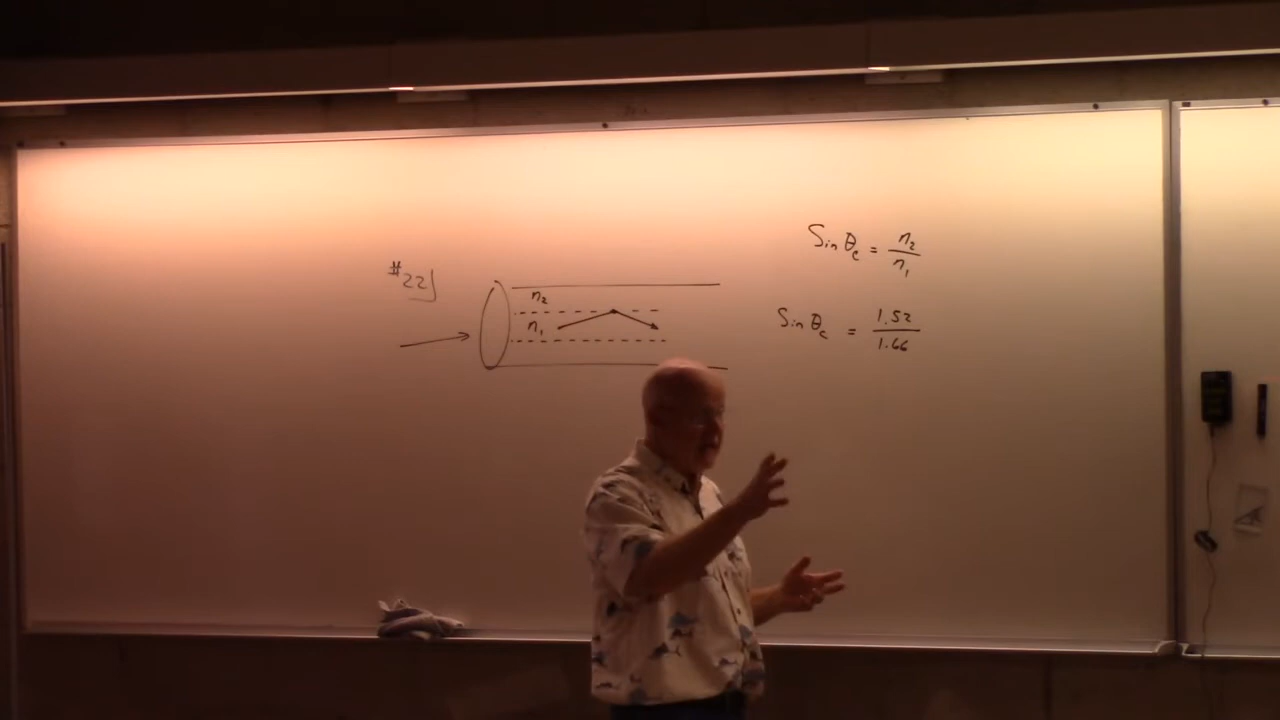 #22
n₂
n₁
Sin θc = n₂/n₁
Sin θc = 1.52/1.66